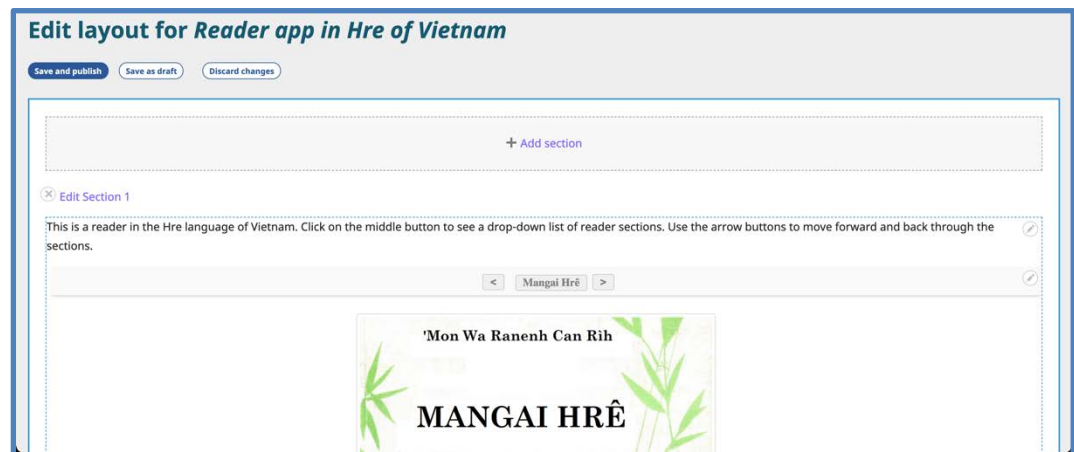 Edit layout for Reader app in Hre of Vietnam
Save and publish Save as draft Discard changes
+ Add section
Edit Section 1
This is a reader in the Hre language of Vietnam. Click on the middle button to see a drop-down list of reader sections. Use the arrow buttons to move forward and back through the
sections.
< Mangai Hrê >
'Mon Wa Ranenh Can Rìh
MANGAI HRÊ